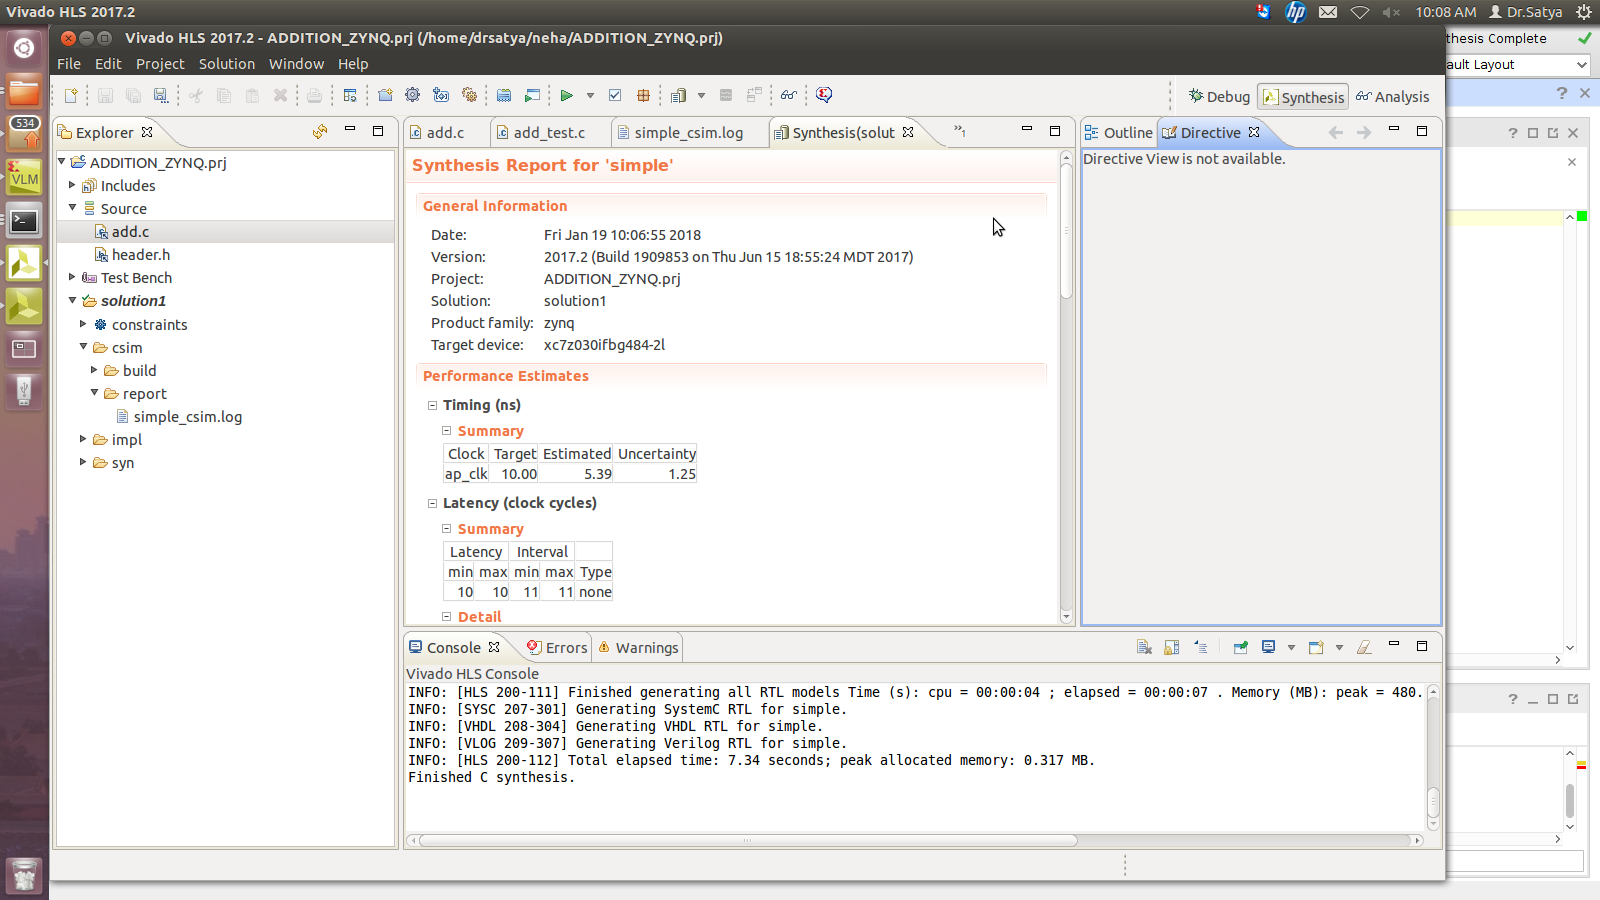 Vivado HLS 2017.2
10:08 AM
Dr.Satya
Vivado HLS 2017.2 - ADDITION_ZYNQ.prj (/home/drsatya/neha/ADDITION_ZYNQ.prj)
thesis Complete
File Edit Project Solution Window Help
ault Layout
Debug Synthesis Analysis
534
VLM
hp
Explorer
ADDITION_ZYNQ.prj
Includes
Source
add.c
header.h
Test Bench
solution1
constraints
csim
build
report
simple_csim.log
impl
syn
add.c add_test.c simple_csim.log Synthesis(solut
1
Synthesis Report for 'simple'
General Information
Date: Fri Jan 19 10:06:55 2018
Version: 2017.2 (Build 1909853 on Thu Jun 15 18:55:24 MDT 2017)
Project: ADDITION_ZYNQ.prj
Solution: solution1
Product family: zynq
Target device: xc7z030ifbg484-2l
Performance Estimates
Timing (ns)
Summary
Clock Target Estimated Uncertainty
ap_clk 10.00 5.39 1.25
Latency (clock cycles)
Summary
Latency Interval
min max min max Type
10 10 11 11 none
Detail
Outline Directive
Directive View is not available.
Console Errors Warnings
Vivado HLS Console
INFO: [HLS 200-111] Finished generating all RTL models Time (s): cpu = 00:00:04 ; elapsed = 00:00:07 . Memory (MB): peak = 480.
INFO: [SYSC 207-301] Generating SystemC RTL for simple.
INFO: [VHDL 208-304] Generating VHDL RTL for simple.
INFO: [VLOG 209-307] Generating Verilog RTL for simple.
INFO: [HLS 200-112] Total elapsed time: 7.34 seconds; peak allocated memory: 0.317 MB.
Finished C synthesis.